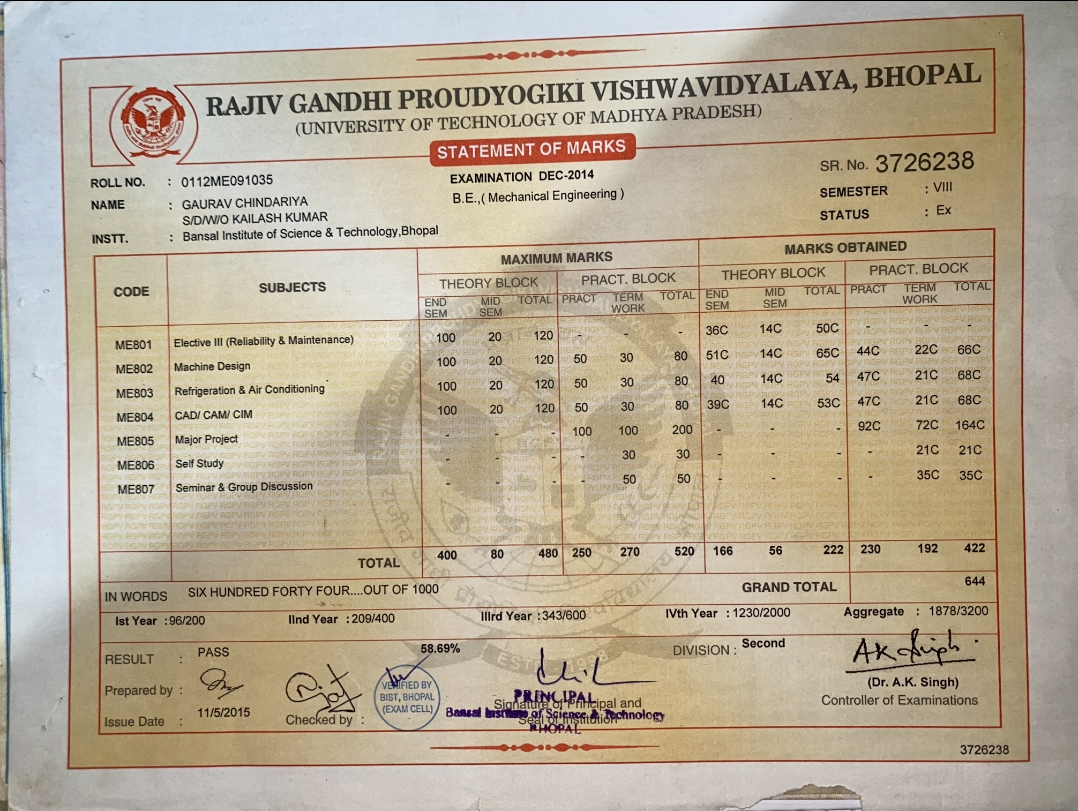 RAJIV GANDHI PROUDYOGIKI VISHWAVIDYALAYA, BHOPAL
(UNIVERSITY OF TECHNOLOGY OF MADHYA PRADESH)
STATEMENT OF MARKS
ROLL NO. : 0112ME091035 EXAMINATION DEC-2014 SR. No. 3726238
NAME : GAURAV CHINDARIYA B.E.,( Mechanical Engineering ) SEMESTER : VIII
S/D/W/O KAILASH KUMAR STATUS : Ex
INSTT. : Bansal Institute of Science & Technology,Bhopal
CODE SUBJECTS MAXIMUM MARKS MARKS OBTAINED
THEORY BLOCK PRACT. BLOCK THEORY BLOCK PRACT. BLOCK
END SEM MID SEM TOTAL PRACT TERM WORK TOTAL END SEM MID SEM TOTAL PRACT TERM WORK TOTAL
ME801 Elective III (Reliability & Maintenance) 100 20 120 - - - 36C 14C 50C - - -
ME802 Machine Design 100 20 120 50 30 80 51C 14C 65C 44C 22C 66C
ME803 Refrigeration & Air Conditioning 100 20 120 50 30 80 40 14C 54 47C 21C 68C
ME804 CAD/ CAM/ CIM 100 20 120 50 30 80 39C 14C 53C 47C 21C 68C
ME805 Major Project - - - 100 100 200 - - - 92C 72C 164C
ME806 Self Study - - - - 30 30 - - - - 21C 21C
ME807 Seminar & Group Discussion - - - - 50 50 - - - - 35C 35C
TOTAL 400 80 480 250 270 520 166 56 222 230 192 422
IN WORDS SIX HUNDRED FORTY FOUR....OUT OF 1000 GRAND TOTAL 644
Ist Year :96/200 IInd Year :209/400 IIIrd Year :343/600 IVth Year :1230/2000 Aggregate : 1878/3200
RESULT : PASS 58.69% DIVISION : Second
A K Singh
Prepared by :
VERIFIED BY
BIST, BHOPAL
(EXAM CELL)
PRINCIPAL
Signature of Principal and
Bansal Institute of Science & Technology
Seal of Institution
BHOPAL
(Dr. A.K. Singh)
Controller of Examinations
Issue Date : 11/5/2015 Checked by :
3726238